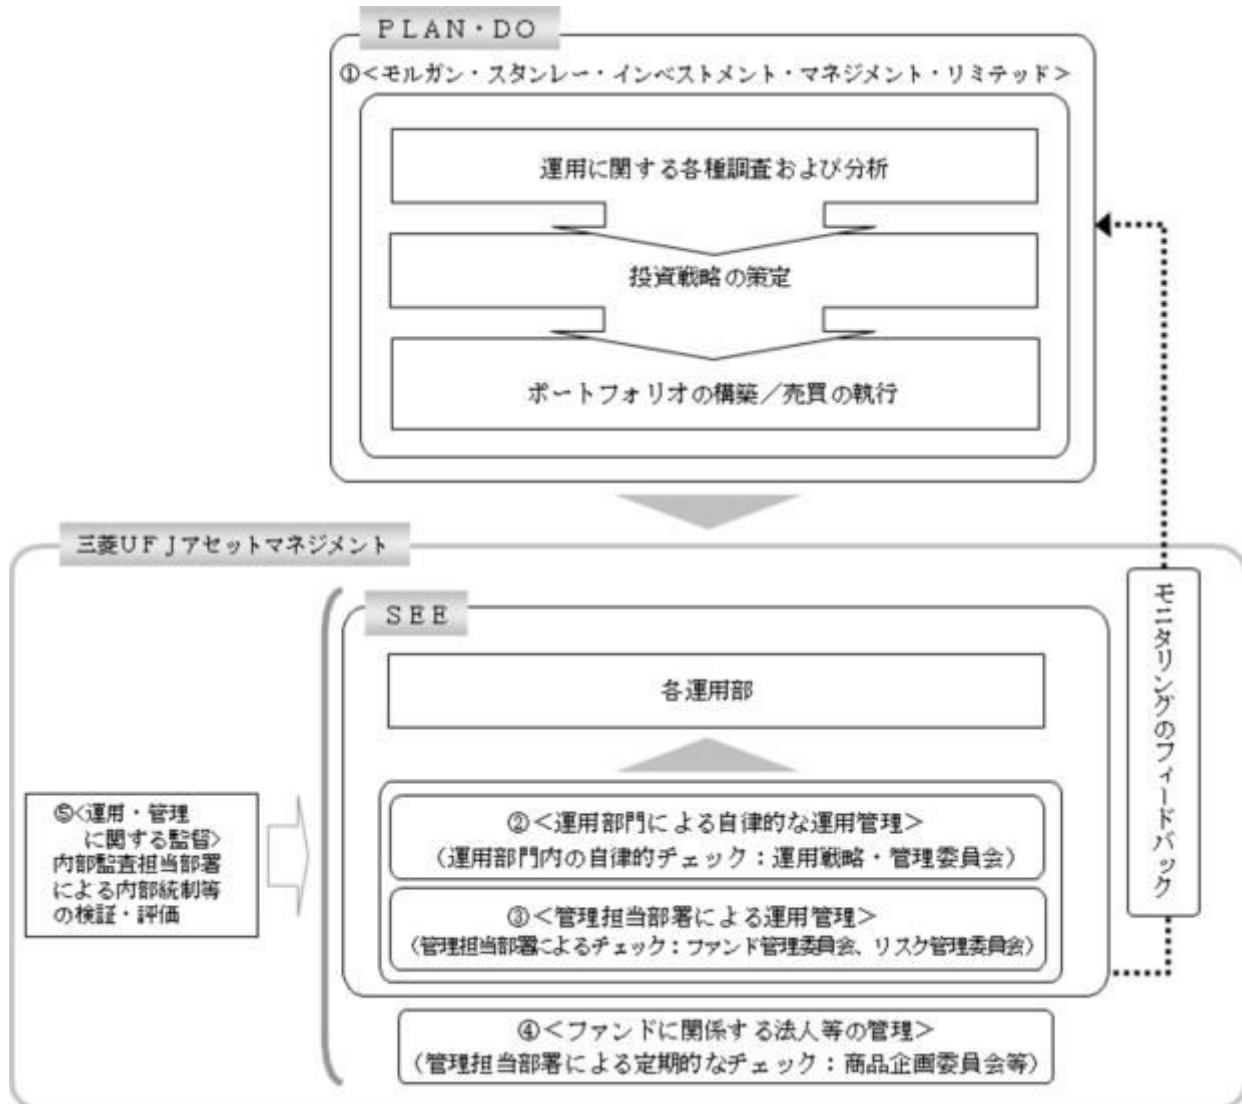 ＰＬＡＮ・ＤＯ
①＜モルガン・スタンレー・インベストメント・マネジメント・リミテッド＞
運用に関する各種調査および分析
投資戦略の策定
ポートフォリオの構築／売買の執行
三菱ＵＦＪアセットマネジメント
ＳＥＥ
各運用部
②＜運用部門による自律的な運用管理＞
（運用部門内の自律的チェック：運用戦略・管理委員会）
③＜管理担当部署による運用管理＞
（管理担当部署によるチェック：ファンド管理委員会、リスク管理委員会）
④＜ファンドに関係する法人等の管理＞
（管理担当部署による定期的なチェック：商品企画委員会等）
⑤＜運用・管理
に関する監督＞
内部監査担当部署
による内部統制等
の検証・評価
モニタリングのフィードバック